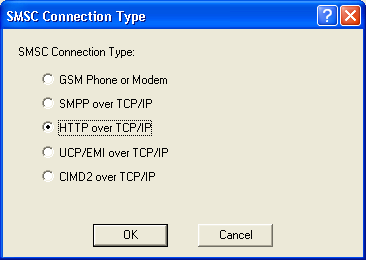 SMSC Connection Type
SMSC Connection Type:
GSM Phone or Modem
SMPP over TCP/IP
HTTP over TCP/IP
UCP/EMI over TCP/IP
CIMD2 over TCP/IP
OK Cancel